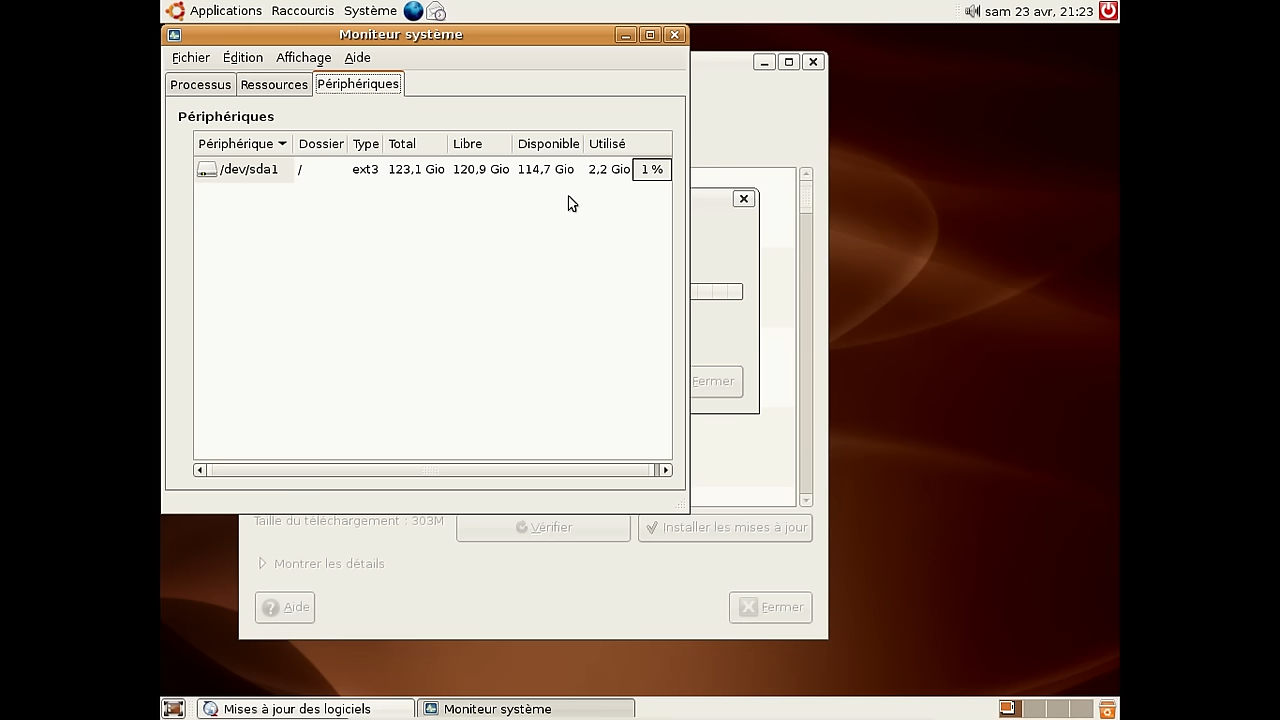 Applications Raccourcis Système sam 23 avr, 21:23
Moniteur système
Fichier Édition Affichage Aide
Processus Ressources Périphériques
Périphériques
Périphérique Dossier Type Total Libre Disponible Utilisé
/dev/sda1 / ext3 123,1 Gio 120,9 Gio 114,7 Gio 2,2 Gio 1 %
Fermer
Taille du téléchargement : 303M Vérifier Installer les mises à jour
Montrer les détails
Aide Fermer
Mises à jour des logiciels Moniteur système